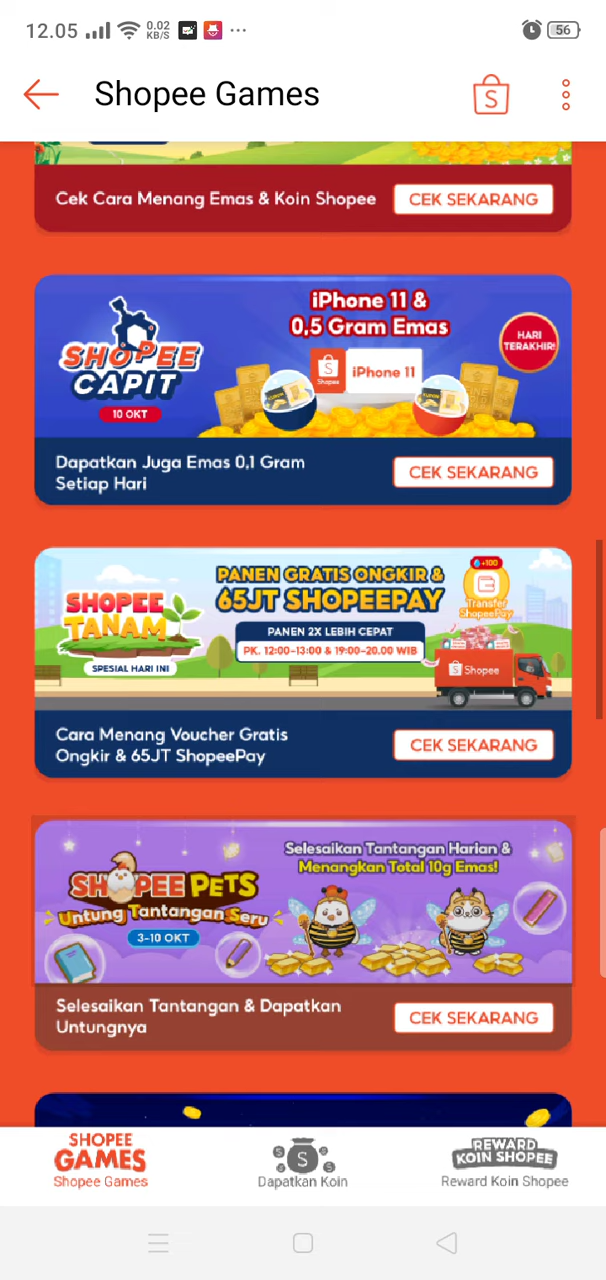 12.05
0.02
KB/S
56
Shopee Games
S
Cek Cara Menang Emas & Koin Shopee
CEK SEKARANG
SHOPEE
CAPIT
10 OKT
iPhone 11 &
0,5 Gram Emas
Shopee
iPhone 11
HARI
TERAKHIR!
Dapatkan Juga Emas 0,1 Gram
Setiap Hari
CEK SEKARANG
SHOPEE
TANAM
SPESIAL HARI INI
PANEN GRATIS ONGKIR &
65JT SHOPEEPAY
PANEN 2X LEBIH CEPAT
PK. 12:00-13:00 & 19:00-20.00 WIB
+100
Transfer
ShopeePay
Shopee
Cara Menang Voucher Gratis
Ongkir & 65JT ShopeePay
CEK SEKARANG
SHOPEE PETS
Untung Tantangan Seru
3-10 OKT
Selesaikan Tantangan Harian &
Menangkan Total 10g Emas!
Selesaikan Tantangan & Dapatkan
Untungnya
CEK SEKARANG
SHOPEE
GAMES
Shopee Games
S
Dapatkan Koin
REWARD
KOIN SHOPEE
Reward Koin Shopee